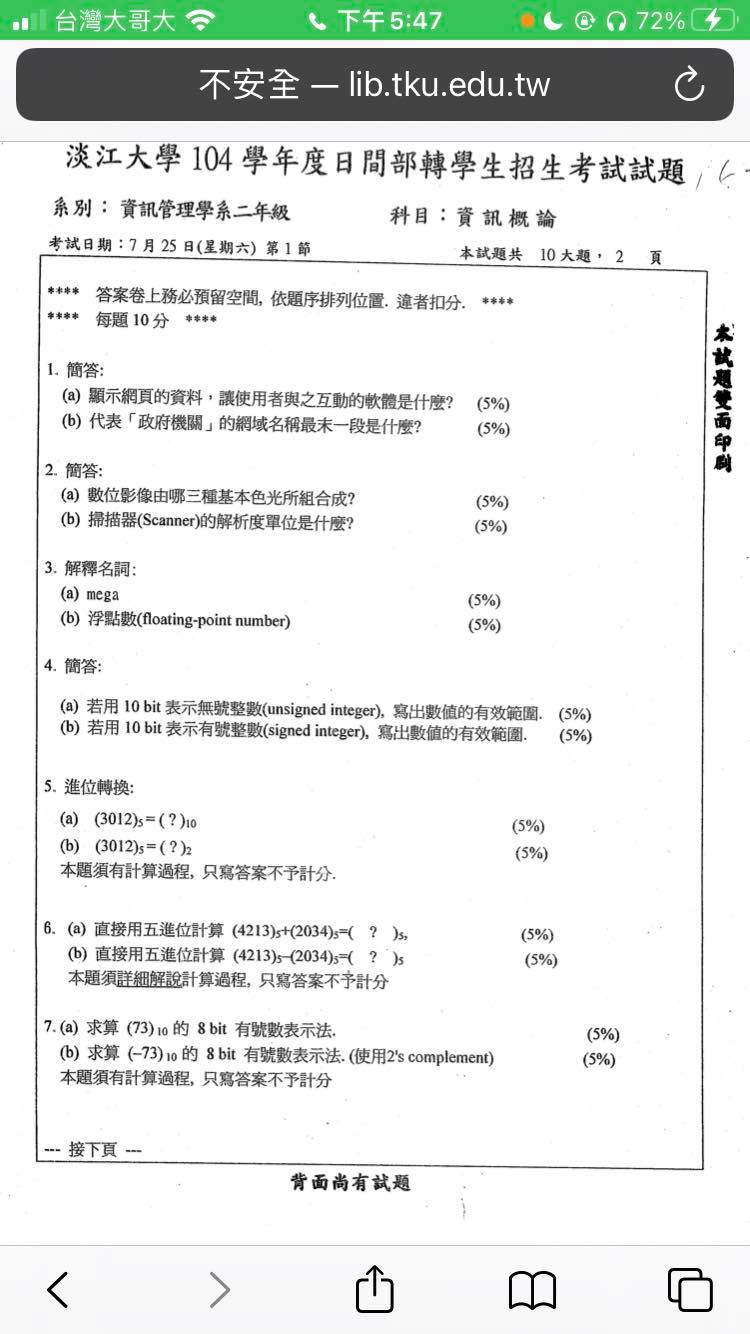 台灣大哥大 下午5:47 72%
不安全 — lib.tku.edu.tw
淡江大學 104 學年度日間部轉學生招生考試試題
系別：資訊管理學系二年級 科目：資訊概論
考試日期：7月25日(星期六) 第1節 本試題共 10大題， 2 頁
**** 答案卷上務必預留空間, 依題序排列位置. 違者扣分. ****
**** 每題 10 分 ****
1. 簡答:
(a) 顯示網頁的資料，讓使用者與之互動的軟體是什麼? (5%)
(b) 代表「政府機關」的網域名稱最末一段是什麼? (5%)
2. 簡答:
(a) 數位影像由哪三種基本色光所組合成? (5%)
(b) 掃描器(Scanner)的解析度單位是什麼? (5%)
3. 解釋名詞:
(a) mega (5%)
(b) 浮點數(floating-point number) (5%)
4. 簡答:
(a) 若用 10 bit 表示無號整數(unsigned integer), 寫出數值的有效範圍. (5%)
(b) 若用 10 bit 表示有號整數(signed integer), 寫出數值的有效範圍. (5%)
5. 進位轉換:
(a) (3012)5 = ( ? )10 (5%)
(b) (3012)5 = ( ? )2 (5%)
本題須有計算過程, 只寫答案不予計分.
6. (a) 直接用五進位計算 (4213)5+(2034)5=( ? )5, (5%)
(b) 直接用五進位計算 (4213)5−(2034)5=( ? )5 (5%)
本題須詳細解說計算過程, 只寫答案不予計分
7. (a) 求算 (73)10 的 8 bit 有號數表示法. (5%)
(b) 求算 (−73)10 的 8 bit 有號數表示法. (使用2's complement) (5%)
本題須有計算過程, 只寫答案不予計分
--- 接下頁 ---
背面尚有試題
本試題雙面印刷